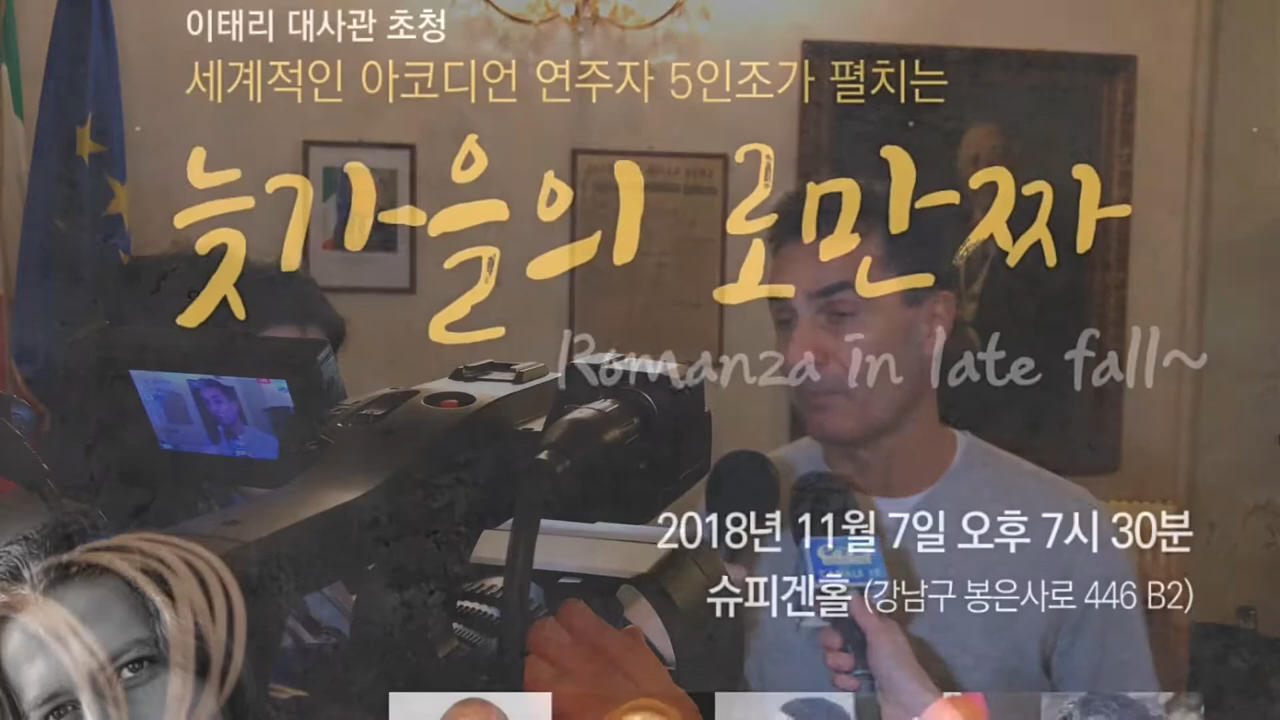 이태리 대사관 초청
세계적인 아코디언 연주자 5인조가 펼치는
늦가을의 로만짜
Romanza in late fall~
2018년 11월 7일 오후 7시 30분
슈피겐홀 (강남구 봉은사로 446 B2)